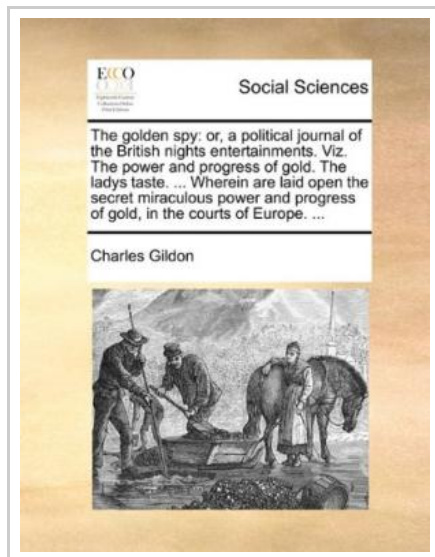 ECCO
Social Sciences
The golden spy: or, a political journal of
the British nights entertainments. Viz.
The power and progress of gold. The
ladys taste. ... Wherein are laid open the
secret miraculous power and progress
of gold, in the courts of Europe. ...
Charles Gildon